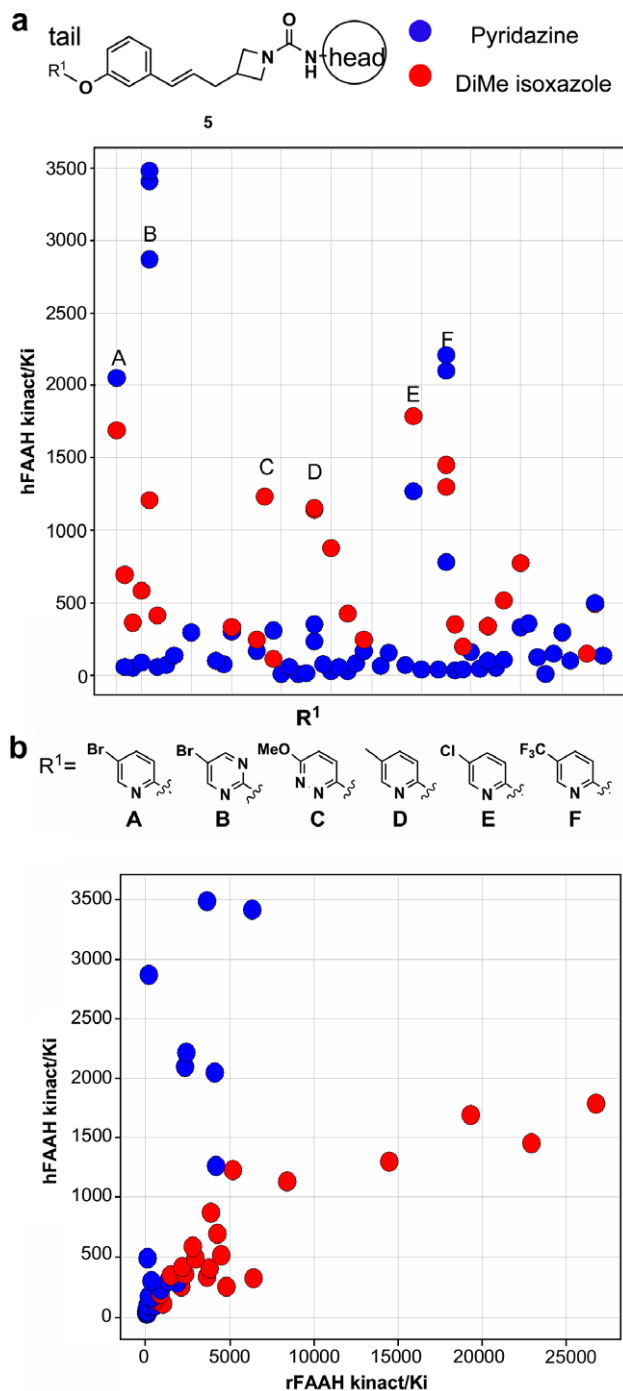 a
tail
R¹
O
O
N
N
H
head
5
Pyridazine
DiMe isoxazole
hFAAH kinact/Ki
3500
3000
2500
2000
1500
1000
500
0
A
B
C
D
E
F
R¹
b
R¹=
Br
N
A
Br
N
N
B
MeO
N
N
C
N
D
Cl
N
E
F₃C
N
F
hFAAH kinact/Ki
3500
3000
2500
2000
1500
1000
500
0
0
5000
10000
15000
20000
25000
rFAAH kinact/Ki